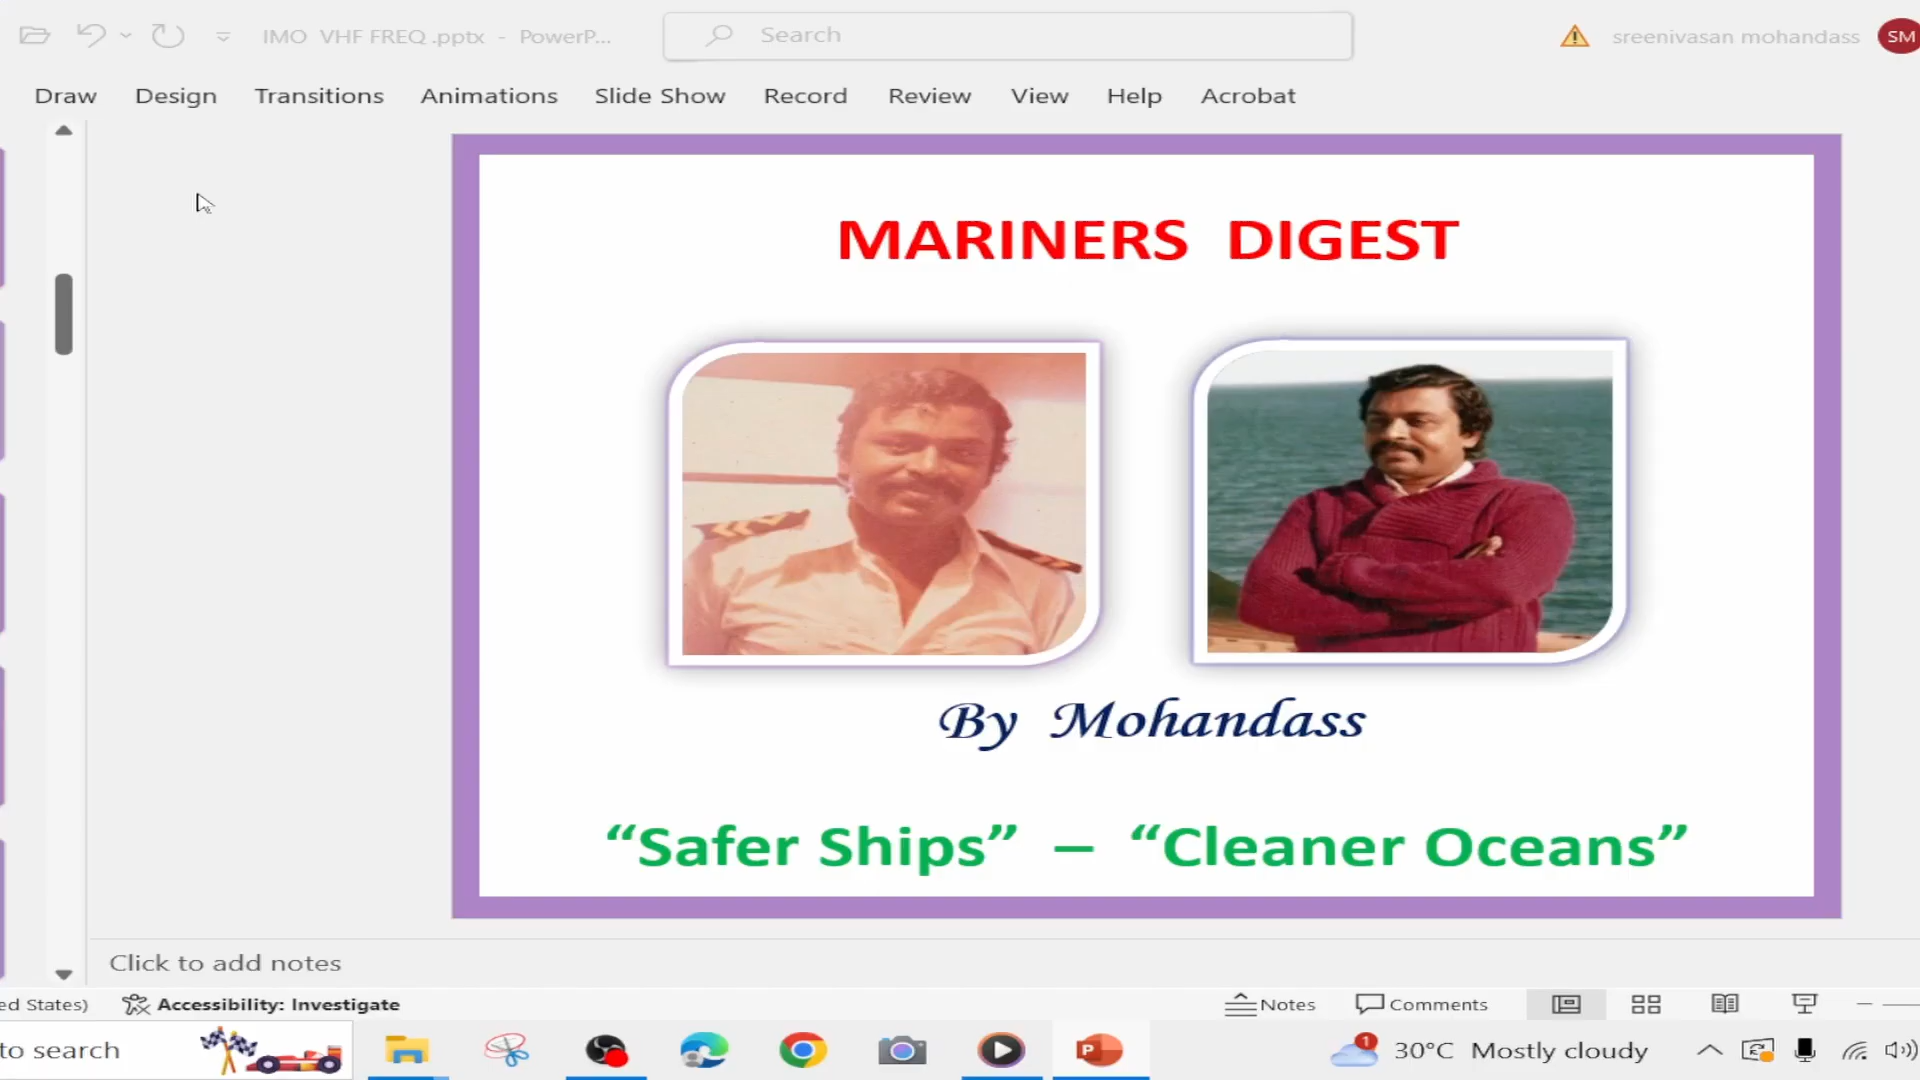 IMO VHF FREQ .pptx - PowerP...
Search
sreenivasan mohandass
SM
Draw Design Transitions Animations Slide Show Record Review View Help Acrobat
MARINERS DIGEST
By Mohandass
“Safer Ships” – “Cleaner Oceans”
Click to add notes
ed States) Accessibility: Investigate Notes Comments
to search
1
30°C Mostly cloudy